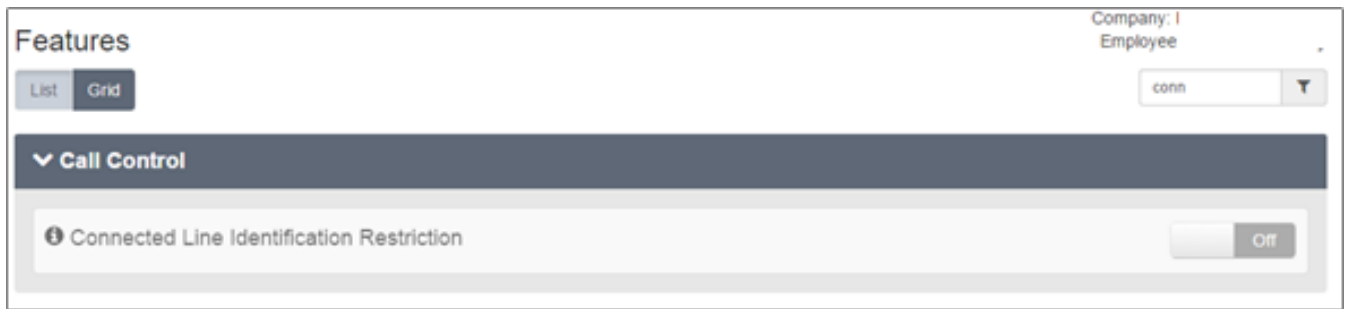 Company: I
Features
Employee
List Grid
conn
Call Control
Connected Line Identification Restriction
Off